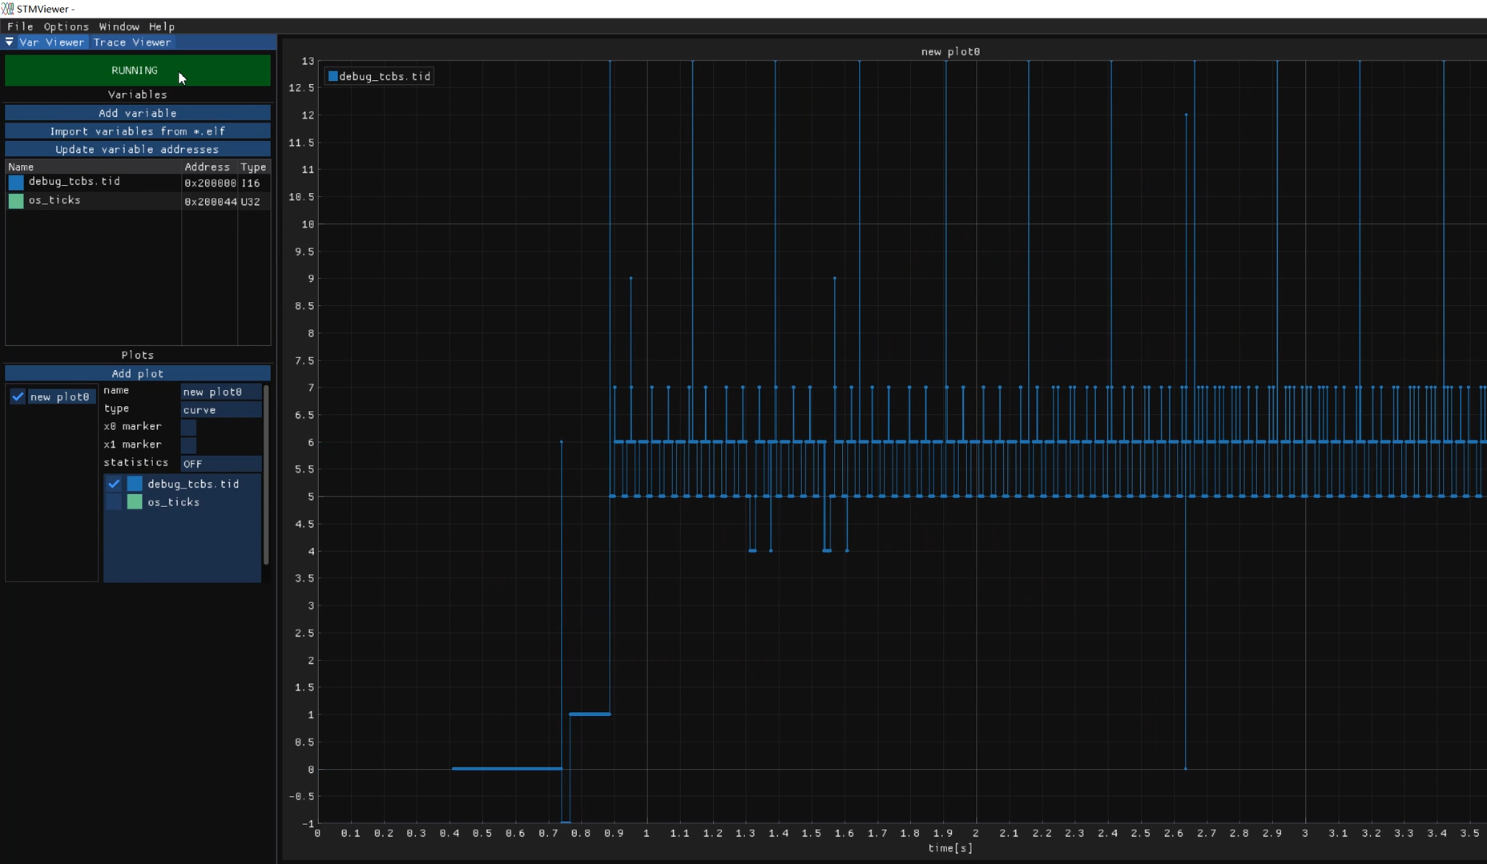 STMViewer -
File Options Window Help
Var Viewer Trace Viewer
RUNNING
Variables
Add variable
Import variables from *.elf
Update variable addresses
Name Address Type
debug_tcbs.tid 0x200000 I16
os_ticks 0x200044 U32
Plots
Add plot
new plot0
name new plot0
type curve
x0 marker
x1 marker
statistics OFF
debug_tcbs.tid
os_ticks
new plot0
debug_tcbs.tid
13
12.5
12
11.5
11
10.5
10
9.5
9
8.5
8
7.5
7
6.5
6
5.5
5
4.5
4
3.5
3
2.5
2
1.5
1
0.5
0
-0.5
-1
0 0.1 0.2 0.3 0.4 0.5 0.6 0.7 0.8 0.9 1 1.1 1.2 1.3 1.4 1.5 1.6 1.7 1.8 1.9 2 2.1 2.2 2.3 2.4 2.5 2.6 2.7 2.8 2.9 3 3.1 3.2 3.3 3.4 3.5
time[s]